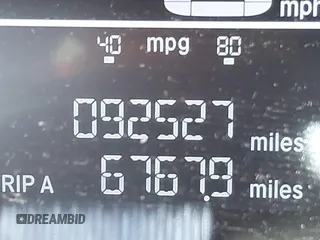 mph
40 mpg 80
092527 miles
RIP A 6767.9 miles
DREAMBID